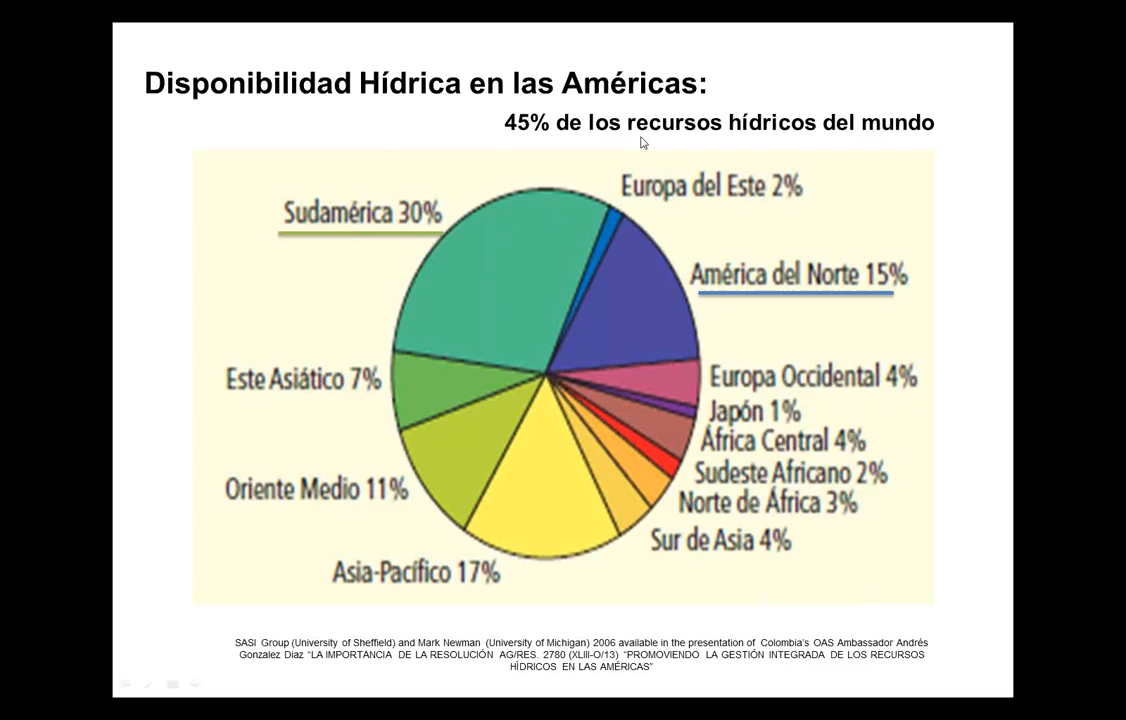 Disponibilidad Hídrica en las Américas:
45% de los recursos hídricos del mundo
Europa del Este 2%
Sudamérica 30%
América del Norte 15%
Este Asiático 7%
Europa Occidental 4%
Japón 1%
África Central 4%
Sudeste Africano 2%
Oriente Medio 11%
Norte de África 3%
Sur de Asia 4%
Asia-Pacífico 17%
SASI Group (University of Sheffield) and Mark Newman (University of Michigan) 2006 available in the presentation of Colombia's OAS Ambassador Andrés
Gonzalez Diaz "LA IMPORTANCIA DE LA RESOLUCIÓN AG/RES. 2780 (XLIII-O/13) "PROMOVIENDO LA GESTIÓN INTEGRADA DE LOS RECURSOS
HÍDRICOS EN LAS AMÉRICAS"